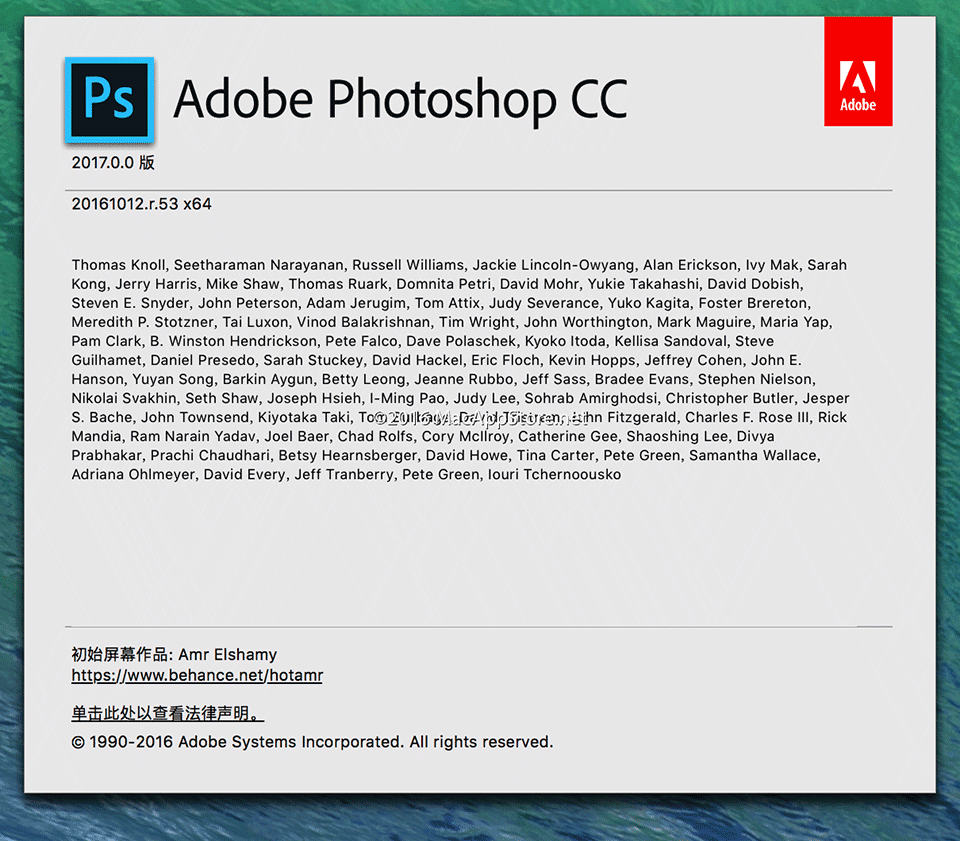 Ps
Adobe Photoshop CC
Adobe
2017.0.0 版
20161012.r.53 x64
Thomas Knoll, Seetharaman Narayanan, Russell Williams, Jackie Lincoln-Owyang, Alan Erickson, Ivy Mak, Sarah
Kong, Jerry Harris, Mike Shaw, Thomas Ruark, Domnita Petri, David Mohr, Yukie Takahashi, David Dobish,
Steven E. Snyder, John Peterson, Adam Jerugim, Tom Attix, Judy Severance, Yuko Kagita, Foster Brereton,
Meredith P. Stotzner, Tai Luxon, Vinod Balakrishnan, Tim Wright, John Worthington, Mark Maguire, Maria Yap,
Pam Clark, B. Winston Hendrickson, Pete Falco, Dave Polaschek, Kyoko Itoda, Kellisa Sandoval, Steve
Guilhamet, Daniel Presedo, Sarah Stuckey, David Hackel, Eric Floch, Kevin Hopps, Jeffrey Cohen, John E.
Hanson, Yuyan Song, Barkin Aygun, Betty Leong, Jeanne Rubbo, Jeff Sass, Bradee Evans, Stephen Nielson,
Nikolai Svakhin, Seth Shaw, Joseph Hsieh, I-Ming Pao, Judy Lee, Sohrab Amirghodsi, Christopher Butler, Jesper
S. Bache, John Townsend, Kiyotaka Taki, Fitzgerald, Charles F. Rose III, Rick
©2016 MacAppStore.net
Mandia, Ram Narain Yadav, Joel Baer, Chad Rolfs, Cory McIlroy, Catherine Gee, Shaoshing Lee, Divya
Prabhakar, Prachi Chaudhari, Betsy Hearnsberger, David Howe, Tina Carter, Pete Green, Samantha Wallace,
Adriana Ohlmeyer, David Every, Jeff Tranberry, Pete Green, Iouri Tchernoousko
初始屏幕作品: Amr Elshamy
https://www.behance.net/hotamr
单击此处以查看法律声明。
© 1990-2016 Adobe Systems Incorporated. All rights reserved.